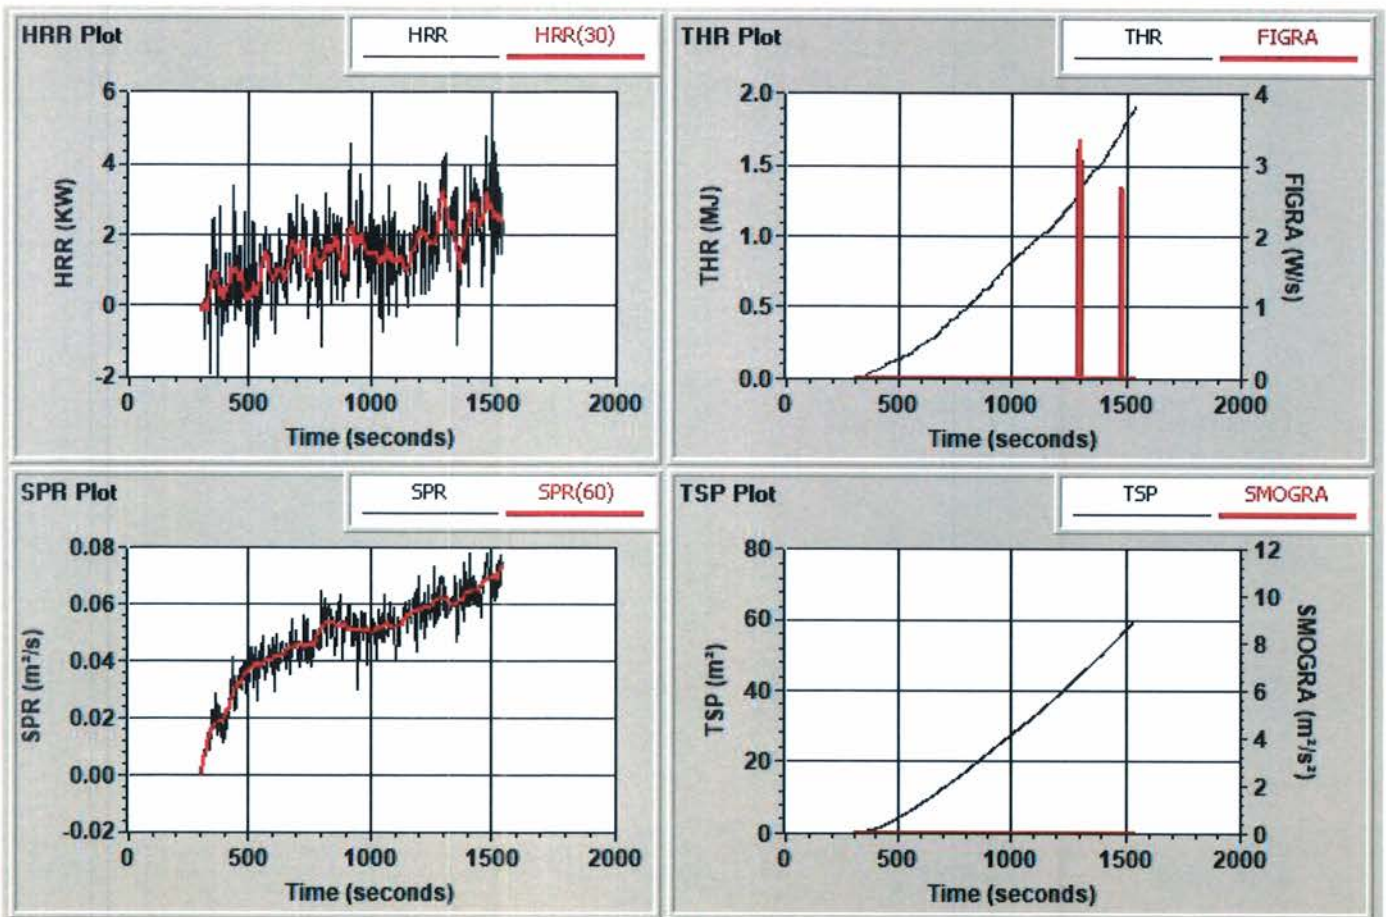 HRR Plot
HRR HRR(30)
HRR (KW)
6
4
2
0
-2
0 500 1000 1500 2000
Time (seconds)
THR Plot
THR FIGRA
THR (MJ)
2.0
1.5
1.0
0.5
0.0
4
3
2
1
0
FIGRA (W/s)
0 500 1000 1500 2000
Time (seconds)
SPR Plot
SPR SPR(60)
SPR (m²/s)
0.08
0.06
0.04
0.02
0.00
-0.02
0 500 1000 1500 2000
Time (seconds)
TSP Plot
TSP SMOGRA
TSP (m²)
80
60
40
20
0
12
10
8
6
4
2
0
SMOGRA (m²/s²)
0 500 1000 1500 2000
Time (seconds)